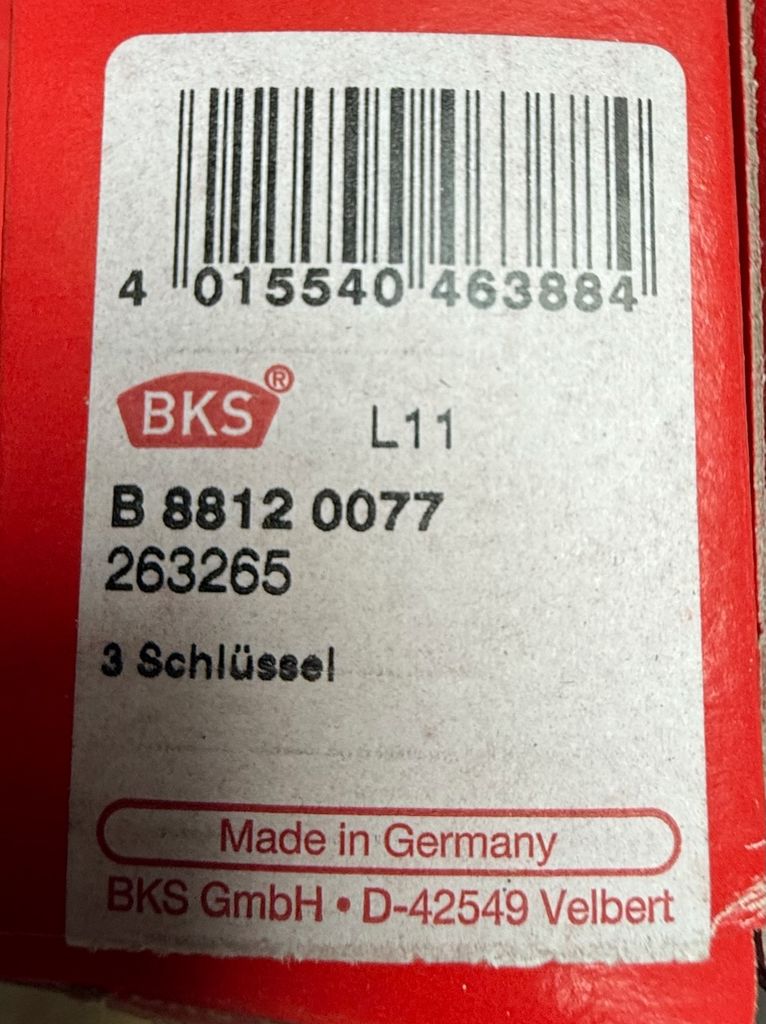 4 015540 463884
BKS® L11
B 8812 0077
263265
3 Schlüssel
Made in Germany
BKS GmbH • D-42549 Velbert